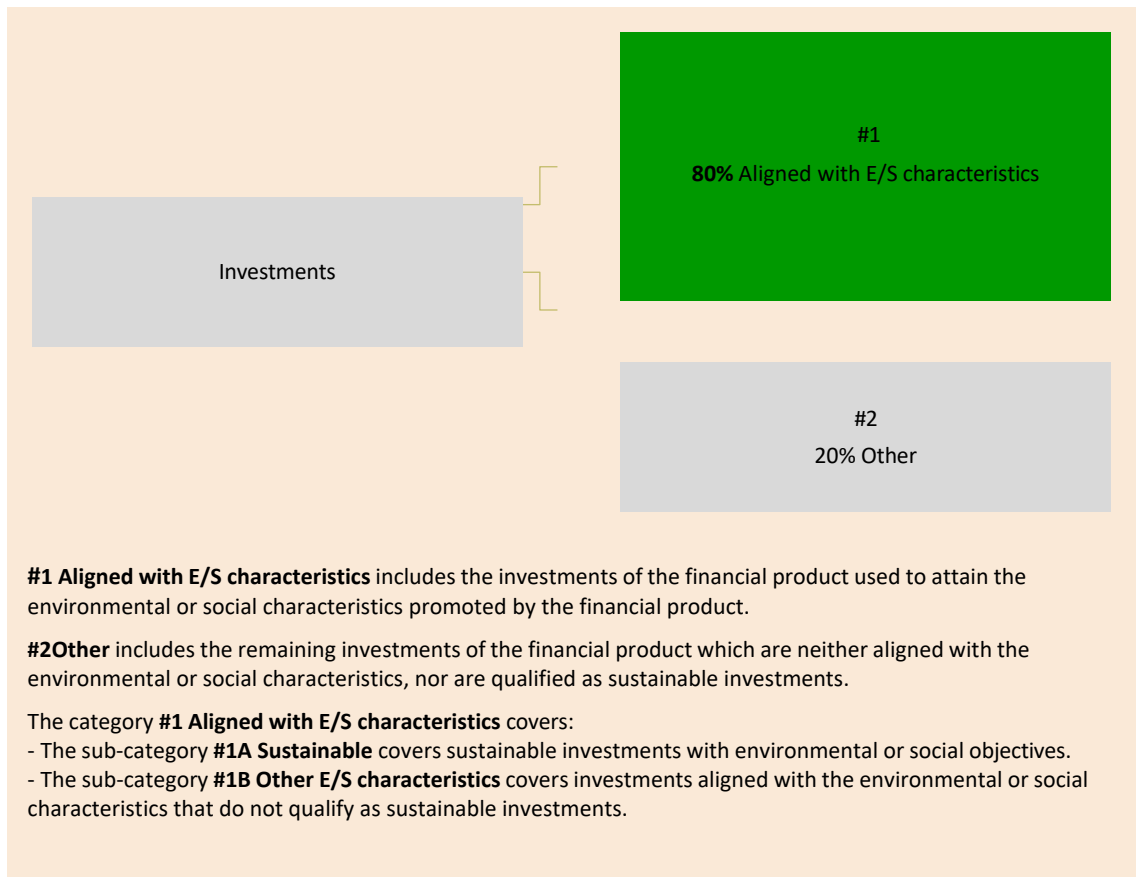 #1
80% Aligned with E/S characteristics
Investments
#2
20% Other
#1 Aligned with E/S characteristics includes the investments of the financial product used to attain the
environmental or social characteristics promoted by the financial product.
#2Other includes the remaining investments of the financial product which are neither aligned with the
environmental or social characteristics, nor are qualified as sustainable investments.
The category #1 Aligned with E/S characteristics covers:
- The sub-category #1A Sustainable covers sustainable investments with environmental or social objectives.
- The sub-category #1B Other E/S characteristics covers investments aligned with the environmental or social
characteristics that do not qualify as sustainable investments.